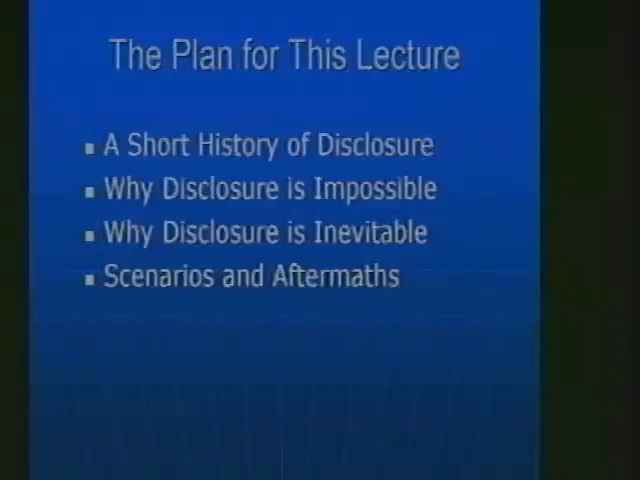 The Plan for This Lecture
A Short History of Disclosure
Why Disclosure is Impossible
Why Disclosure is Inevitable
Scenarios and Aftermaths